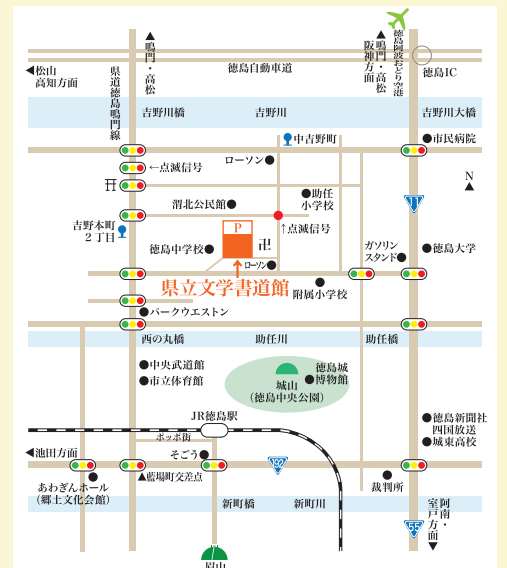 徳島阿波おどり空港
▲鳴門・高松
▲鳴門・高松
阪神方面
◀松山
高知方面
県道徳島鳴門線
徳島自動車道
徳島IC
吉野川橋
吉野川
吉野川大橋
中吉野町
市民病院
←点滅信号
ローソン
N
渭北公民館
助任
小学校
11
吉野本町
2丁目
↑点滅信号
P
卍
徳島中学校
ローソン
ガソリン
スタンド
徳島大学
県立文学書道館
附属小学校
パークウエストン
西の丸橋
助任川
助任橋
中央武道館
市立体育館
徳島城
博物館
城山
(徳島中央公園)
JR徳島駅
ポッポ街
徳島新聞社
四国放送
城東高校
◀池田方面
そごう
192
▲藍場町交差点
あわぎんホール
(郷土文化会館)
裁判所
新町橋
新町川
阿南・
室戸方面▼
55
眉山